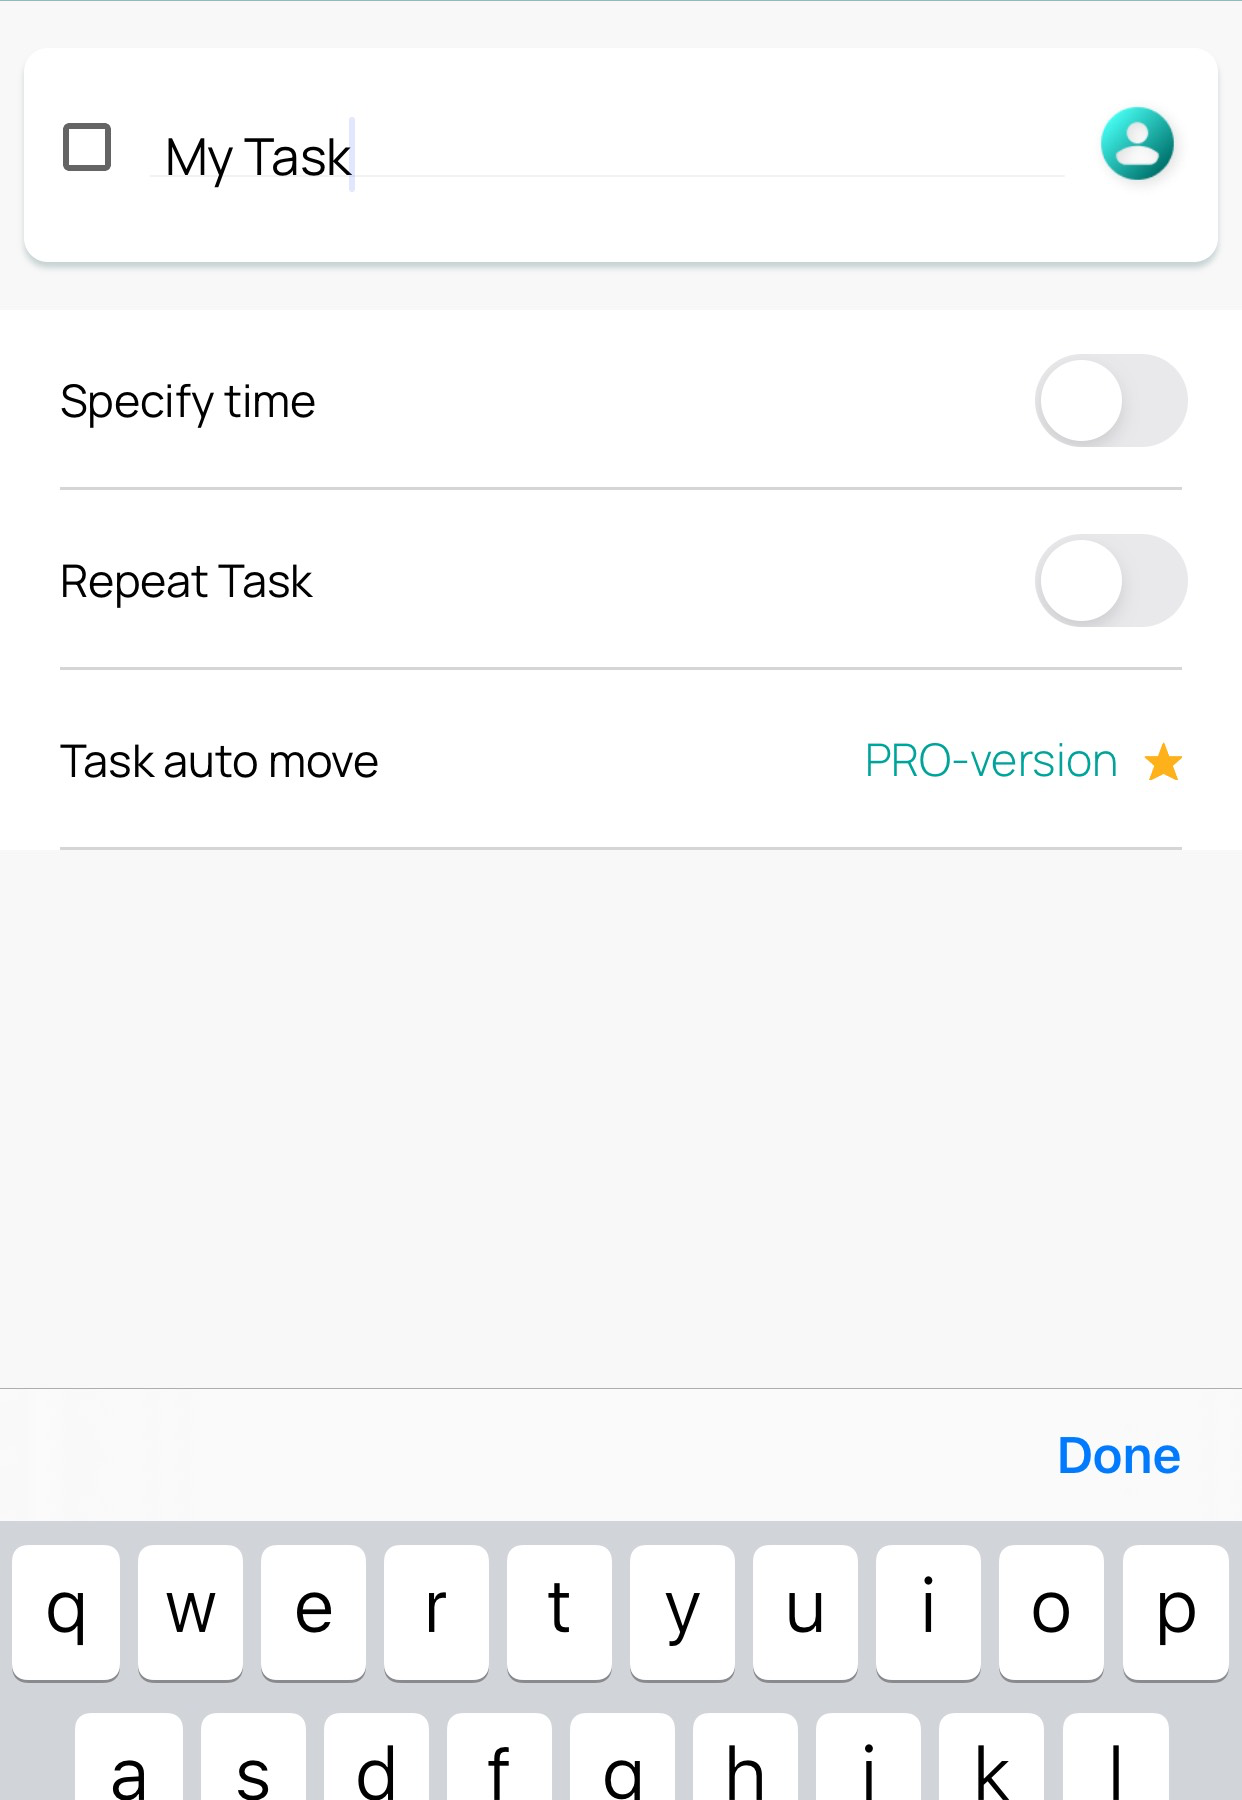 My Task
Specify time
Repeat Task
Task auto move PRO-version
Done
q w e r t y u i o p
a s d f g h j k l